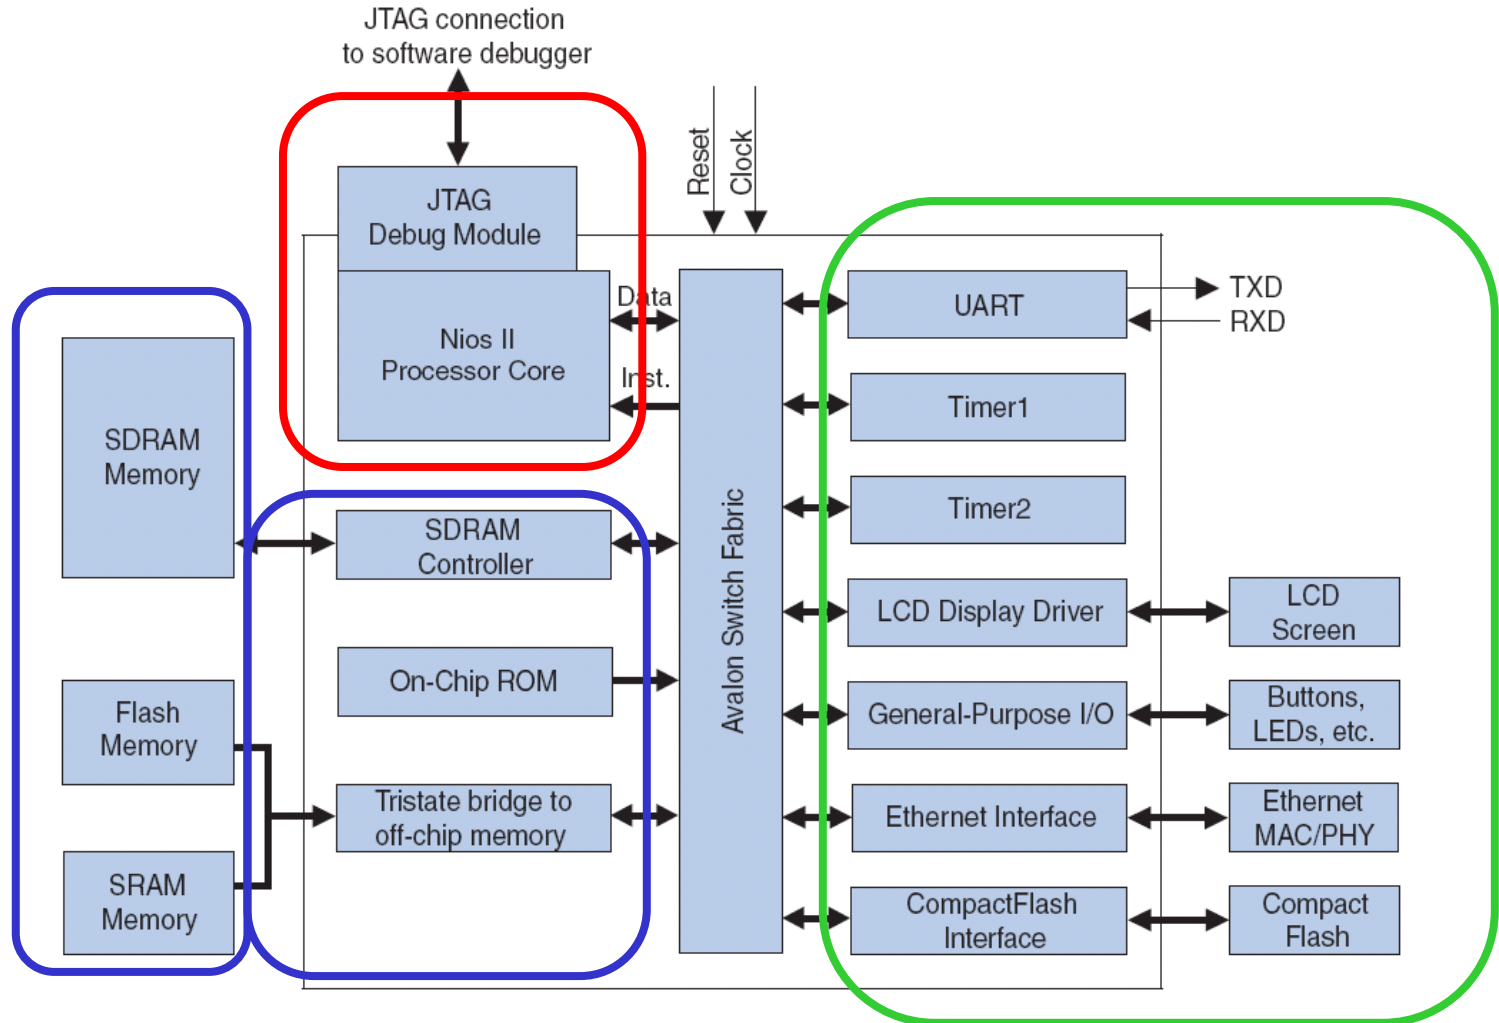 JTAG connection
to software debugger
Reset
Clock
JTAG
Debug Module
Data
Nios II
Processor Core
Inst.
SDRAM
Memory
SDRAM
Controller
On-Chip ROM
Flash
Memory
Tristate bridge to
off-chip memory
SRAM
Memory
Avalon Switch Fabric
UART
TXD
RXD
Timer1
Timer2
LCD Display Driver
LCD
Screen
General-Purpose I/O
Buttons,
LEDs, etc.
Ethernet Interface
Ethernet
MAC/PHY
CompactFlash
Interface
Compact
Flash